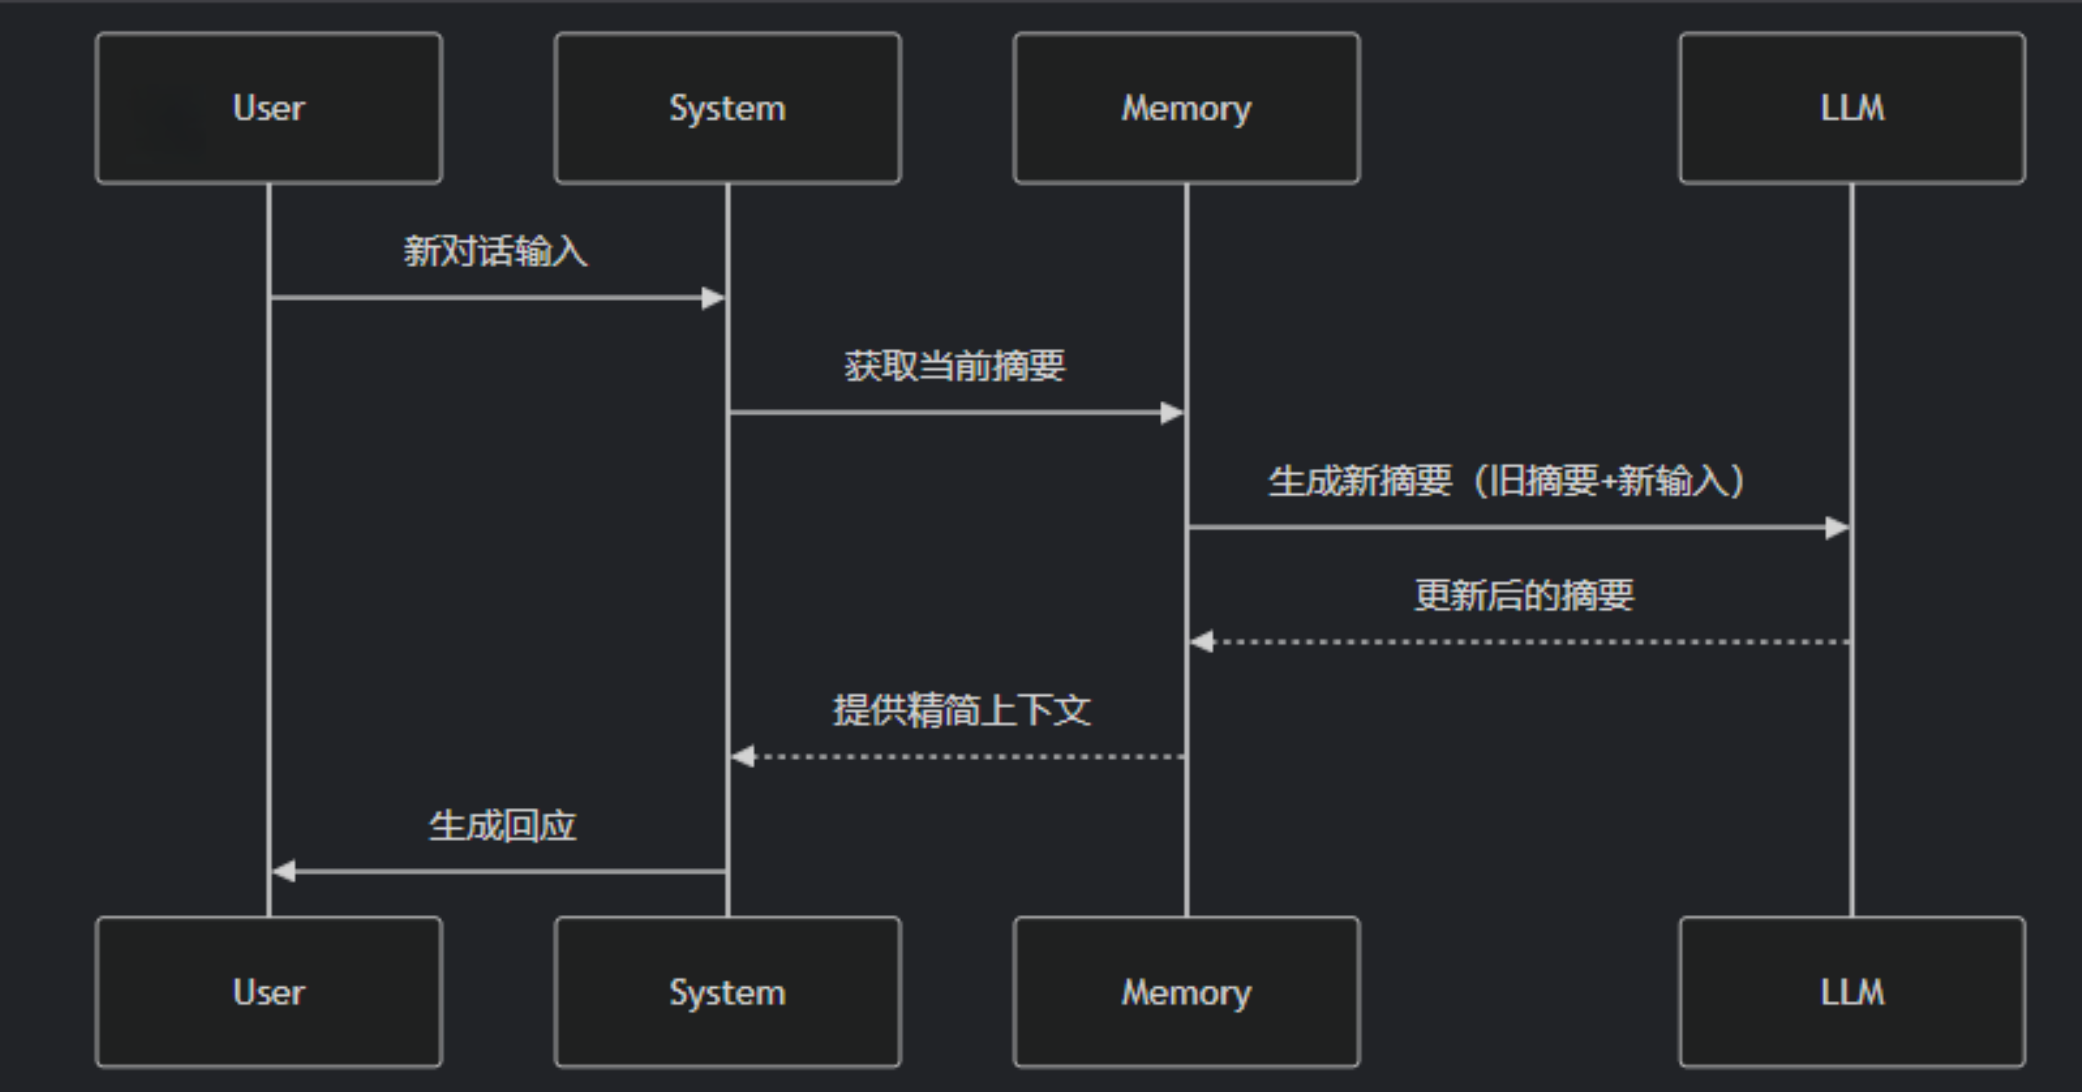 User
System
Memory
LLM
新对话输入
获取当前摘要
生成新摘要（旧摘要+新输入）
更新后的摘要
提供精简上下文
生成回应
User
System
Memory
LLM